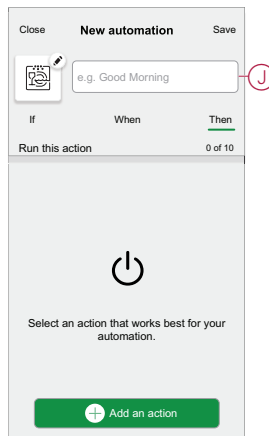 Close New automation Save
e.g. Good Morning
J
If When Then
Run this action 0 of 10
Select an action that works best for your
automation.
Add an action